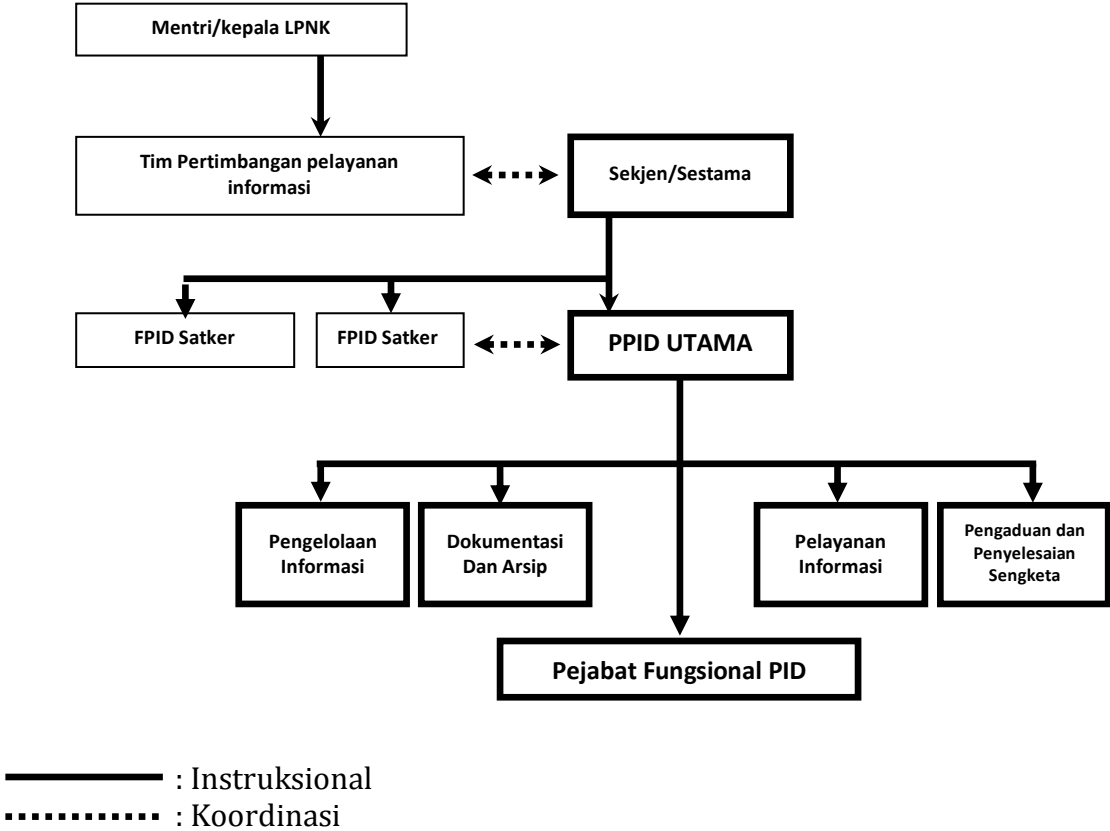 Mentri/kepala LPNK
Tim Pertimbangan pelayanan
informasi
Sekjen/Sestama
FPID Satker
FPID Satker
PPID UTAMA
Pengelolaan
Informasi
Dokumentasi
Dan Arsip
Pelayanan
Informasi
Pengaduan dan
Penyelesaian
Sengketa
Pejabat Fungsional PID
: Instruksional
: Koordinasi